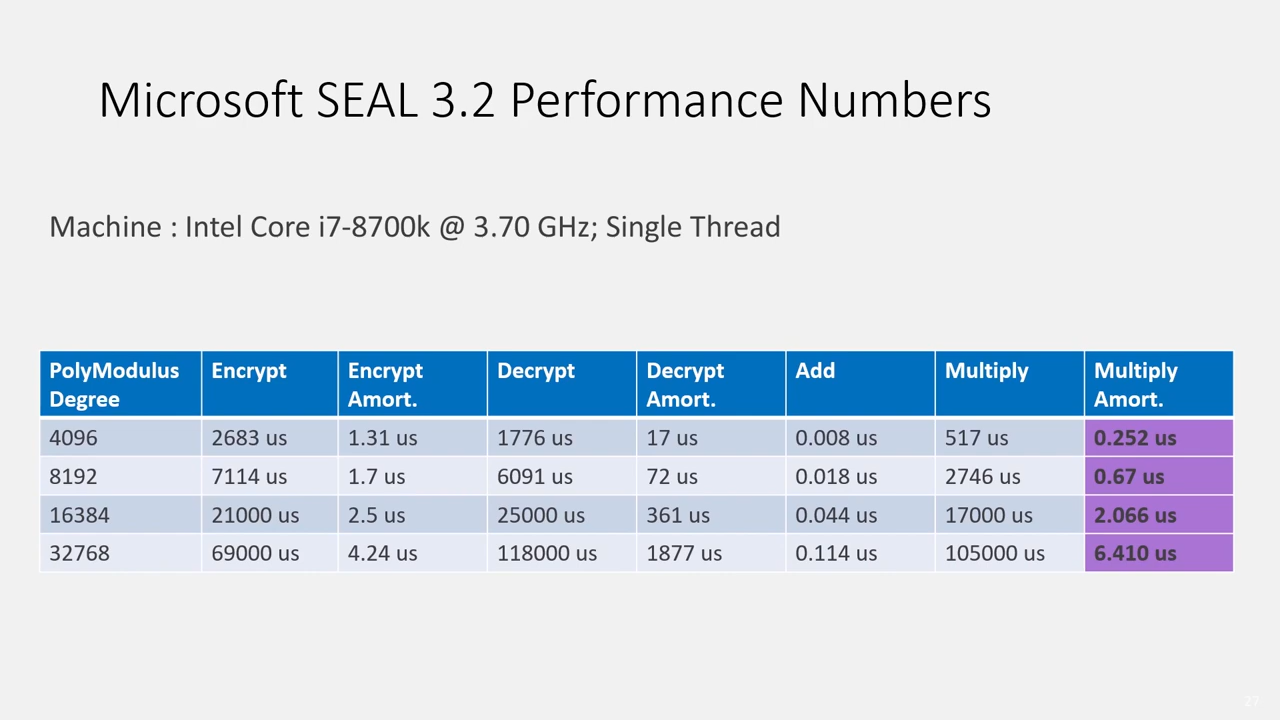 Microsoft SEAL 3.2 Performance Numbers
Machine : Intel Core i7-8700k @ 3.70 GHz; Single Thread
PolyModulus Degree Encrypt Encrypt Amort. Decrypt Decrypt Amort. Add Multiply Multiply Amort.
4096 2683 us 1.31 us 1776 us 17 us 0.008 us 517 us 0.252 us
8192 7114 us 1.7 us 6091 us 72 us 0.018 us 2746 us 0.67 us
16384 21000 us 2.5 us 25000 us 361 us 0.044 us 17000 us 2.066 us
32768 69000 us 4.24 us 118000 us 1877 us 0.114 us 105000 us 6.410 us
27